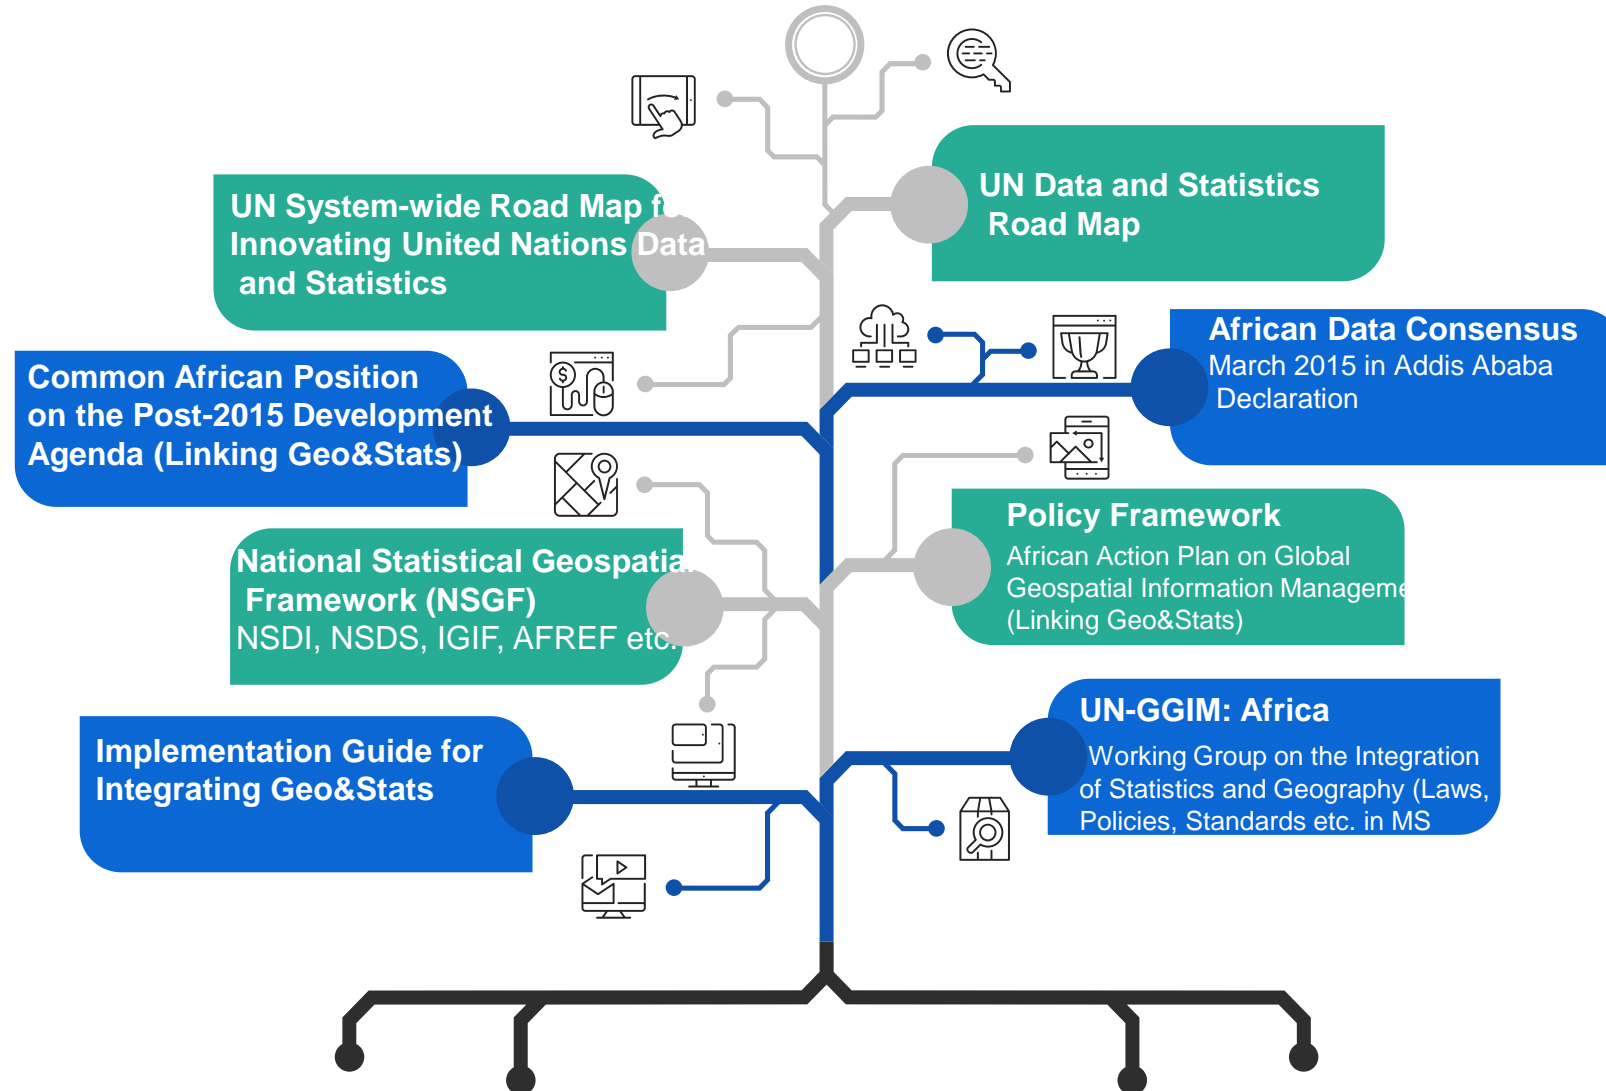 UN System-wide Road Map for
Innovating United Nations Data
and Statistics
UN Data and Statistics
Road Map
Common African Position
on the Post-2015 Development
Agenda (Linking Geo&Stats)
African Data Consensus
March 2015 in Addis Ababa
Declaration
National Statistical Geospatial
Framework (NSGF)
NSDI, NSDS, IGIF, AFREF etc.
Policy Framework
African Action Plan on Global
Geospatial Information Manageme
(Linking Geo&Stats)
Implementation Guide for
Integrating Geo&Stats
UN-GGIM: Africa
Working Group on the Integration
of Statistics and Geography (Laws,
Policies, Standards etc. in MS